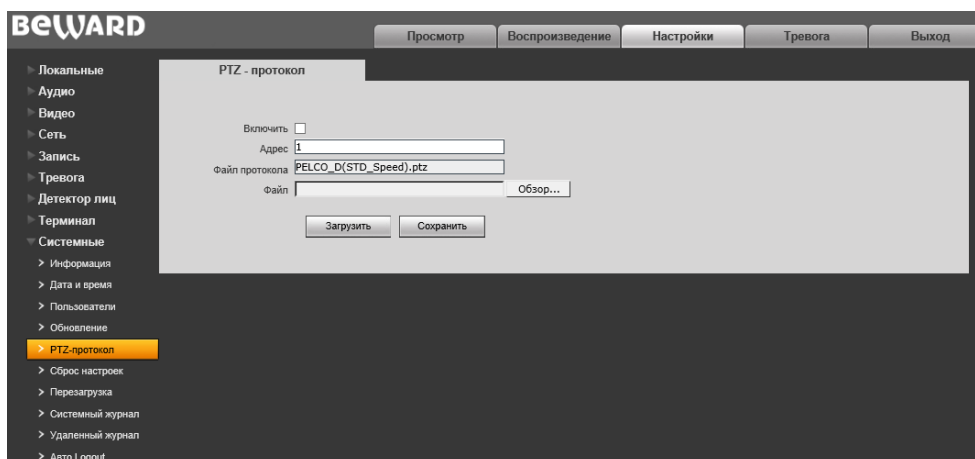 BEWARD
Просмотр
Воспроизведение
Настройки
Тревога
Выход
Локальные
Аудио
Видео
Сеть
Запись
Тревога
Детектор лиц
Терминал
Системные
Информация
Дата и время
Пользователи
Обновление
PTZ-протокол
Сброс настроек
Перезагрузка
Системный журнал
Удаленный журнал
Авто Logout
PTZ - протокол
Включить
Адрес 1
Файл протокола PELCO_D(STD_Speed).ptz
Файл Обзор...
Загрузить Сохранить